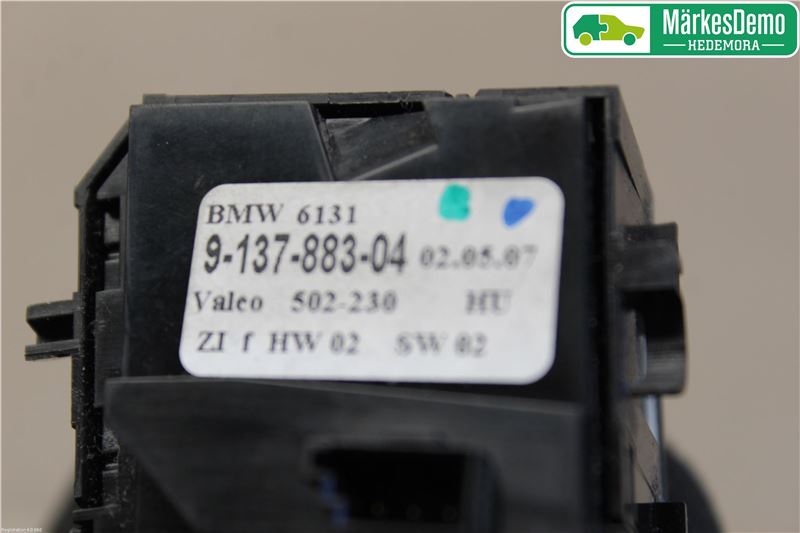 MärkesDemo
HEDEMORA
BMW 6131
9-137-883-04 02.05.07
Valeo 502-230 HU
ZI f HW 02 SW 02